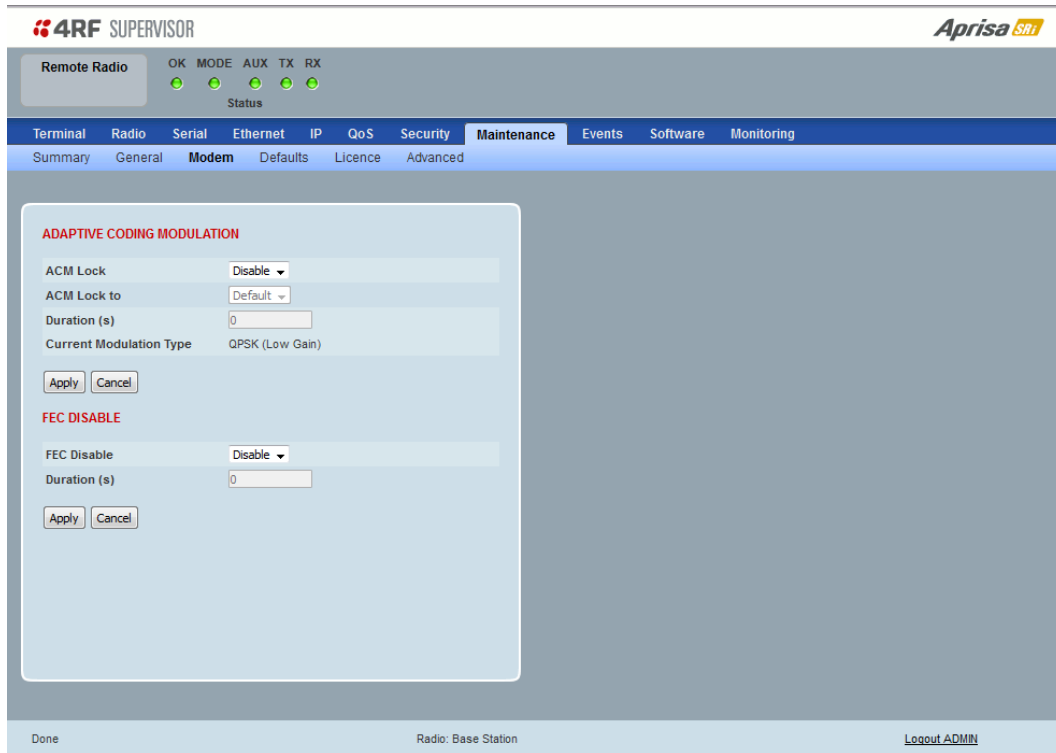 4RF SUPERVISOR
Aprisa SRi
Remote Radio
OK MODE AUX TX RX
Status
Terminal Radio Serial Ethernet IP QoS Security Maintenance Events Software Monitoring
Summary General Modem Defaults Licence Advanced
ADAPTIVE CODING MODULATION
ACM Lock Disable
ACM Lock to Default
Duration (s) 0
Current Modulation Type QPSK (Low Gain)
Apply Cancel
FEC DISABLE
FEC Disable Disable
Duration (s) 0
Apply Cancel
Done Radio: Base Station Logout ADMIN